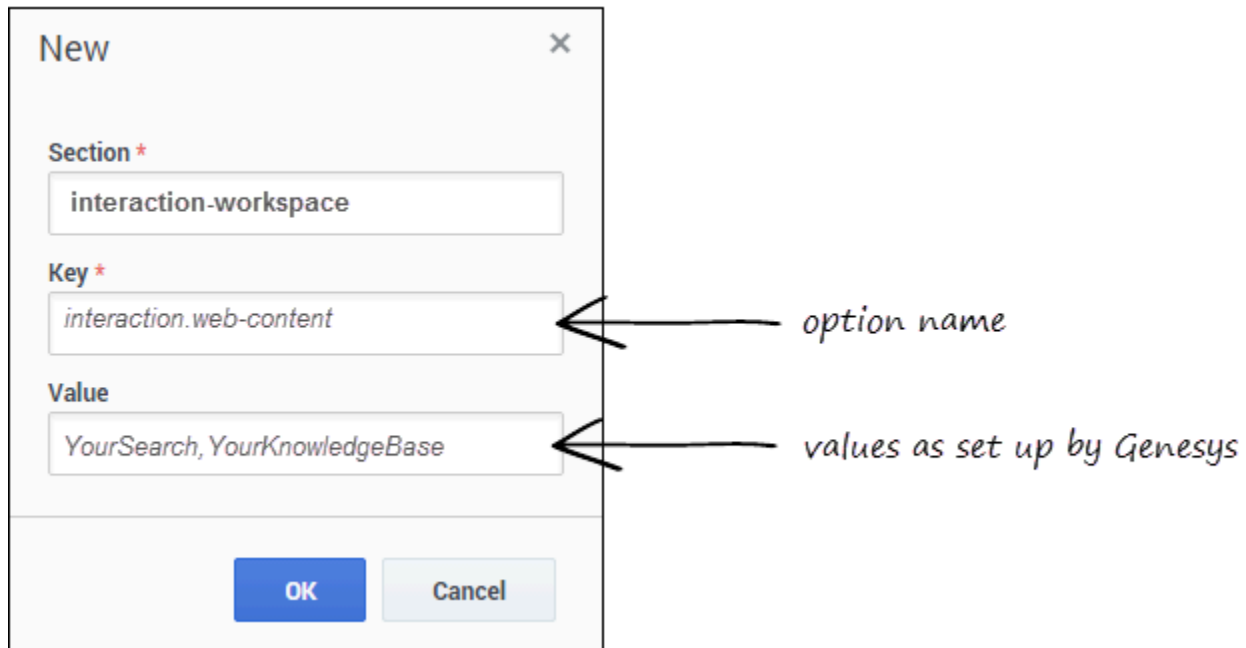 New ×
Section *
interaction-workspace
Key *
interaction.web-content
option name
Value
YourSearch,YourKnowledgeBase
values as set up by Genesys
OK Cancel